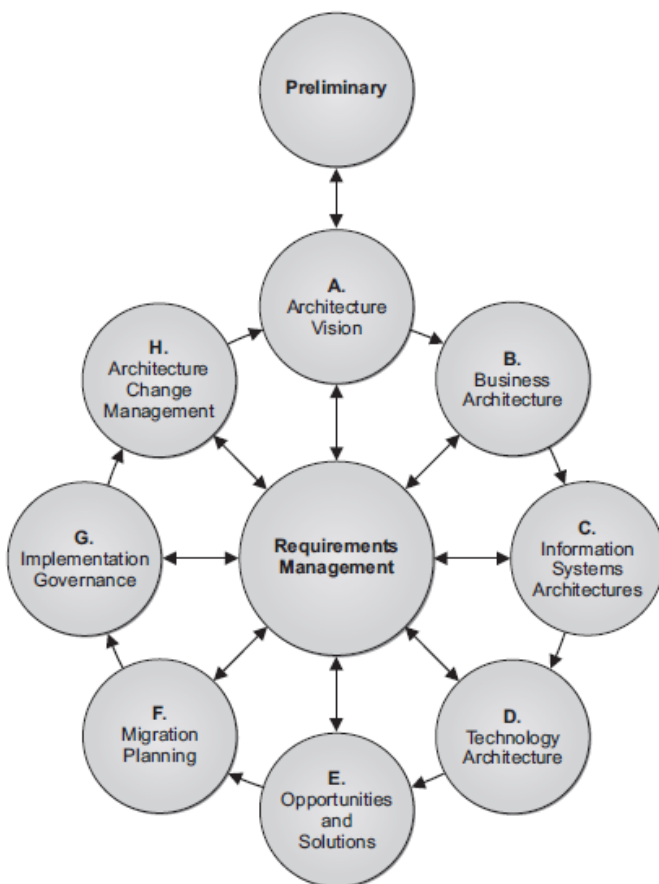 Preliminary
A.
Architecture
Vision
B.
Business
Architecture
C.
Information
Systems
Architectures
D.
Technology
Architecture
E.
Opportunities
and
Solutions
F.
Migration
Planning
G.
Implementation
Governance
H.
Architecture
Change
Management
Requirements
Management